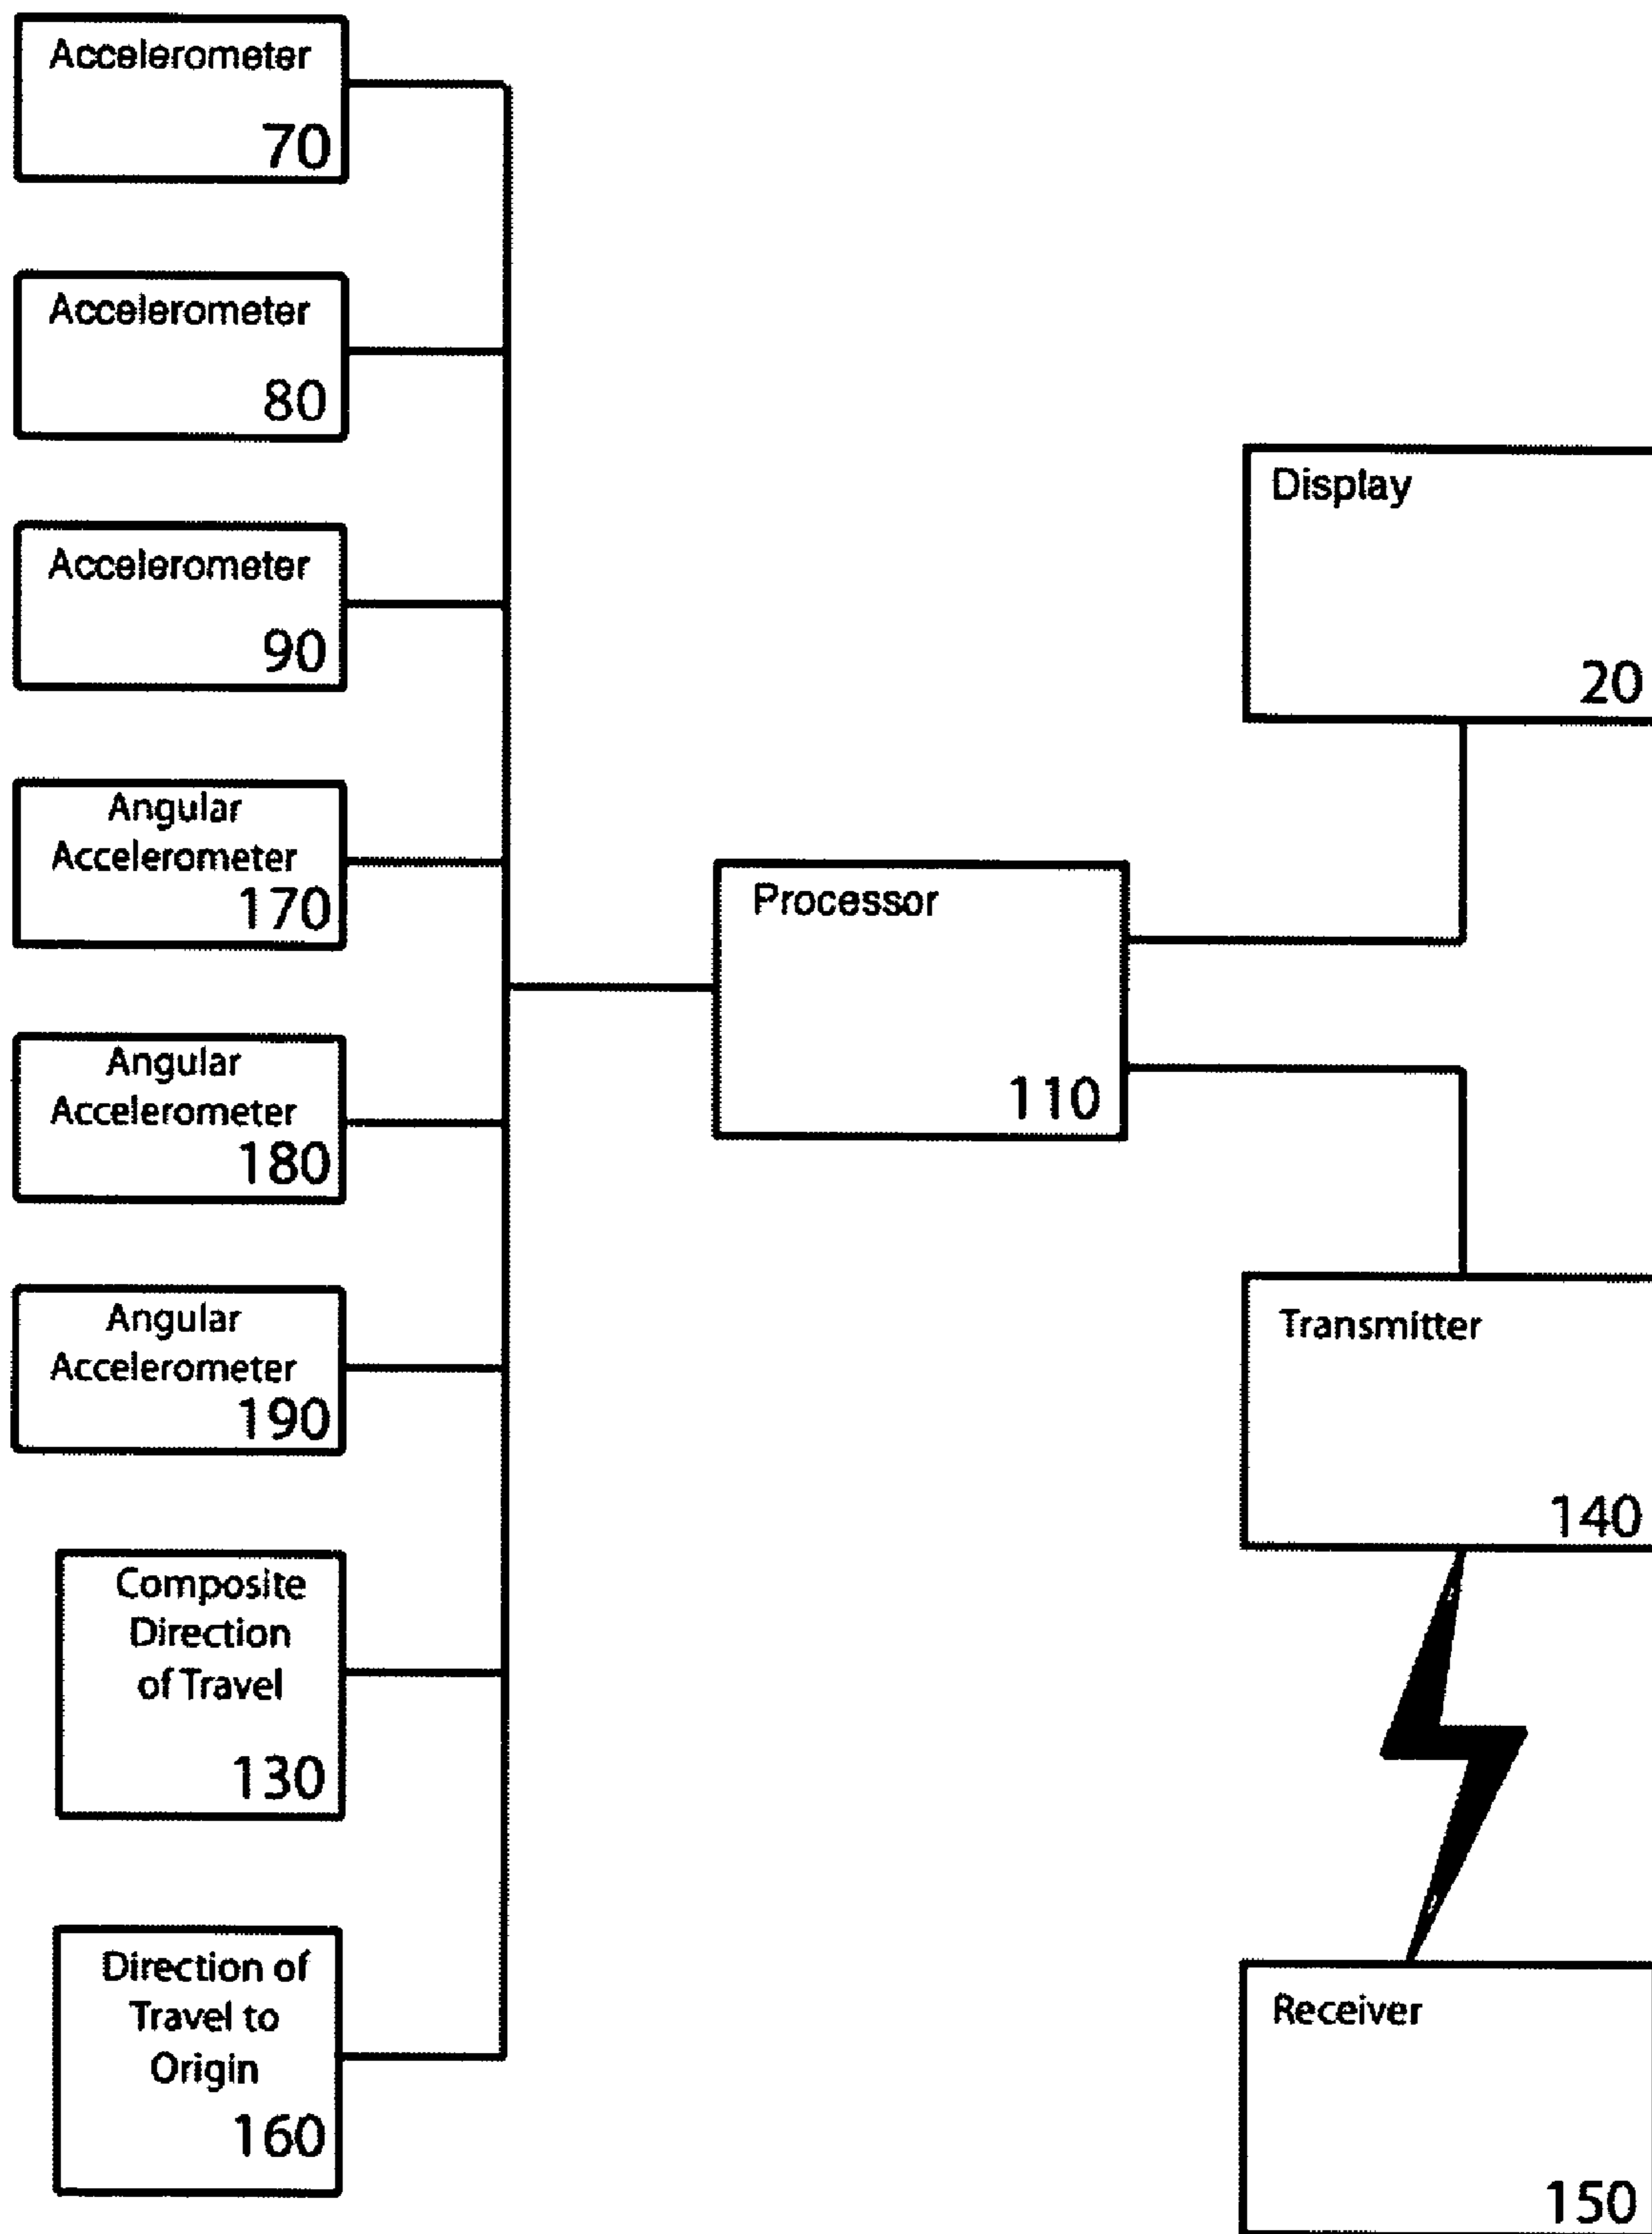 Accelerometer
70
Accelerometer
80
Accelerometer
90
Angular
Accelerometer
170
Angular
Accelerometer
180
Angular
Accelerometer
190
Composite
Direction
of Travel
130
Direction of
Travel to
Origin
160
Processor
110
Display
20
Transmitter
140
Receiver
150